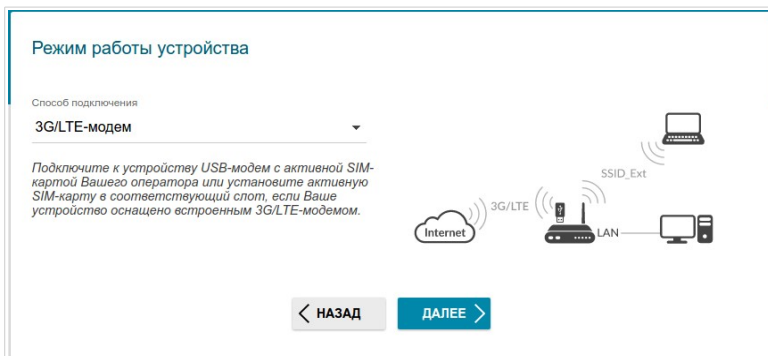 Режим работы устройства
Способ подключения
3G/LTE-модем
Подключите к устройству USB-модем с активной SIM-
картой Вашего оператора или установите активную
SIM-карту в соответствующий слот, если Ваше
устройство оснащено встроенным 3G/LTE-модемом.
SSID_Ext
3G/LTE
Internet
LAN
НАЗАД
ДАЛЕЕ